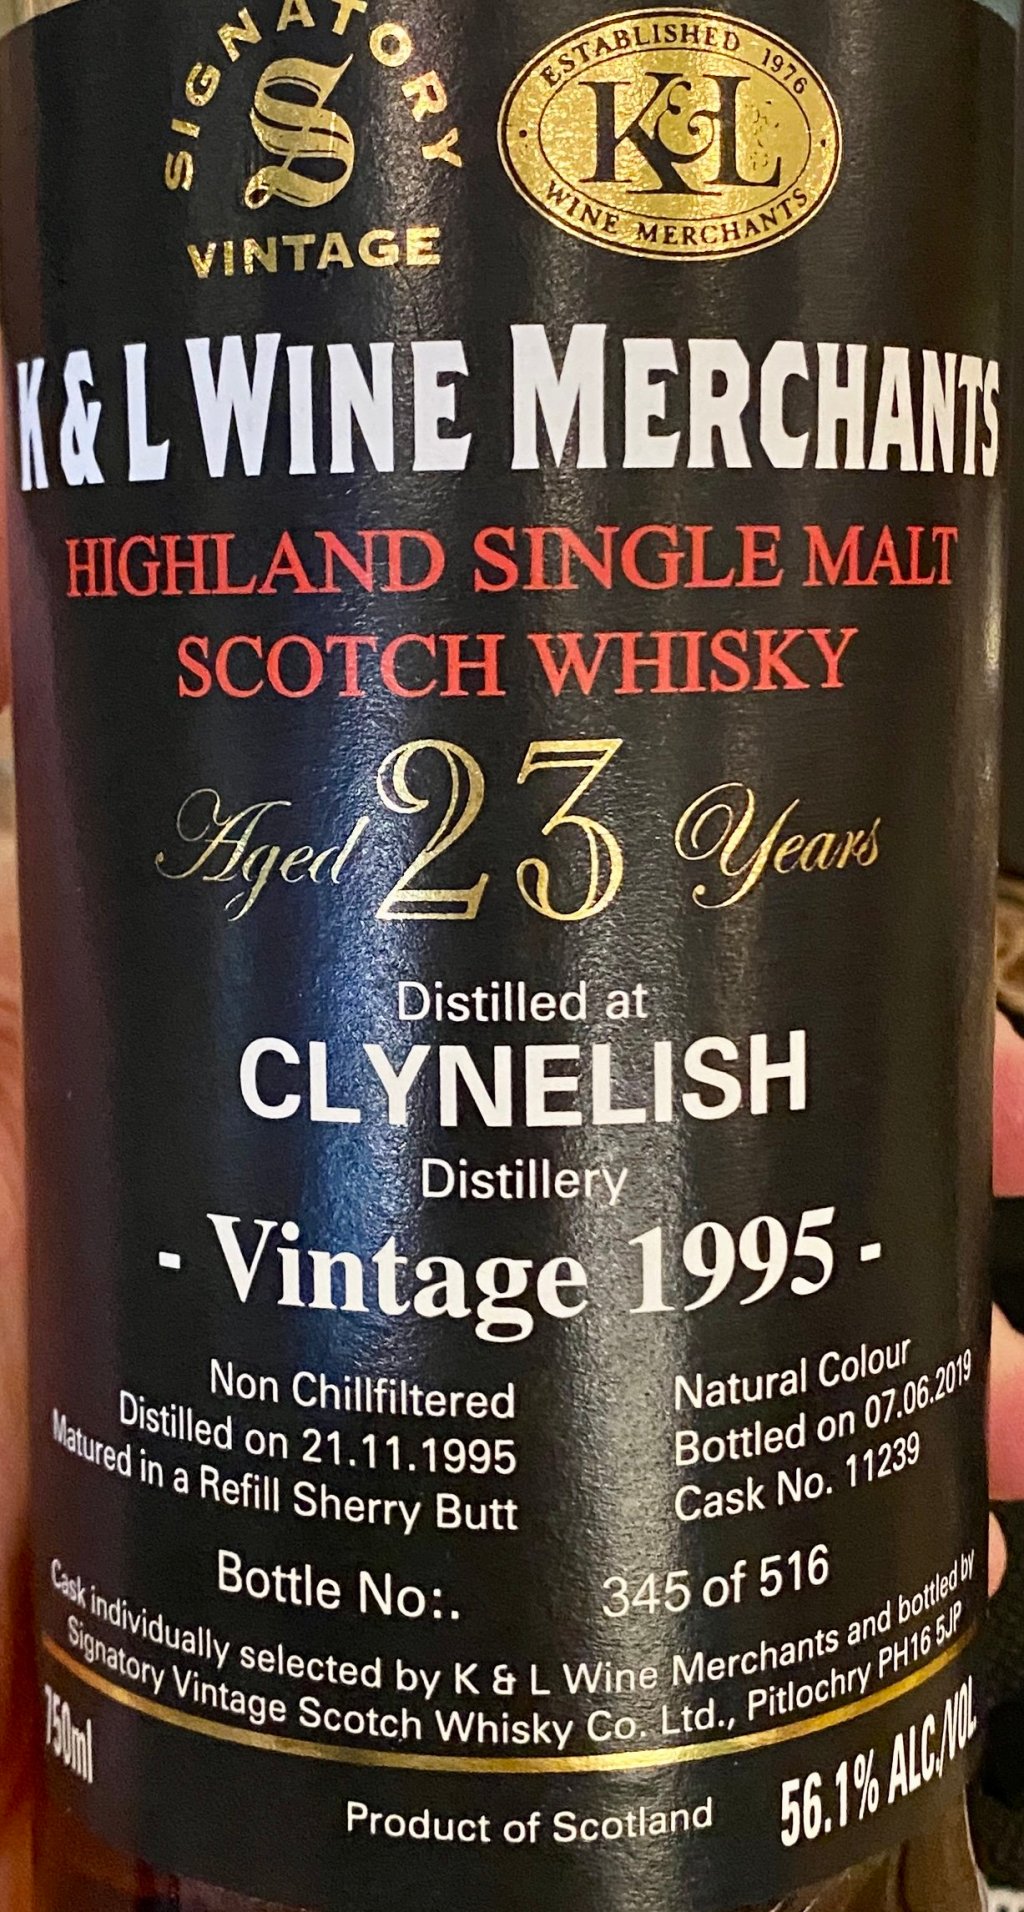 SIGNATORY
S
VINTAGE
ESTABLISHED 1976
K&L
WINE MERCHANTS
K & L WINE MERCHANTS
HIGHLAND SINGLE MALT
SCOTCH WHISKY
Aged 23 Years
Distilled at
CLYNELISH
Distillery
- Vintage 1995 -
Non Chillfiltered
Distilled on 21.11.1995
Matured in a Refill Sherry Butt
Natural Colour
Bottled on 07.06.2019
Cask No. 11239
Bottle No:. 345 of 516
Cask individually selected by K & L Wine Merchants and bottled by
Signatory Vintage Scotch Whisky Co. Ltd., Pitlochry PH16 5JP
750ml
56.1% ALC./VOL
Product of Scotland